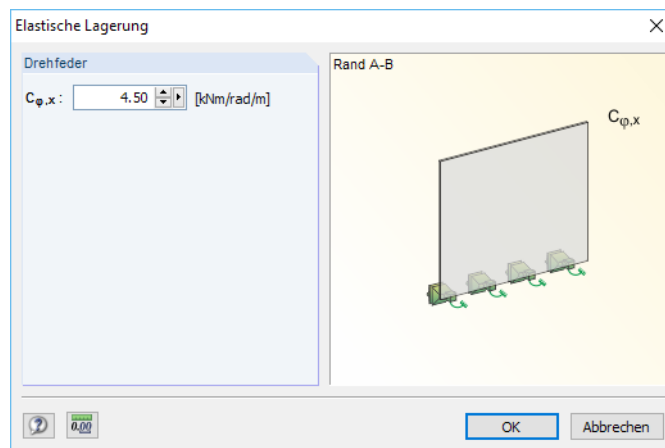 Elastische Lagerung
Drehfeder
Cφ,x : 4.50 [kNm/rad/m]
Rand A-B
Cφ,x
0.00
OK
Abbrechen